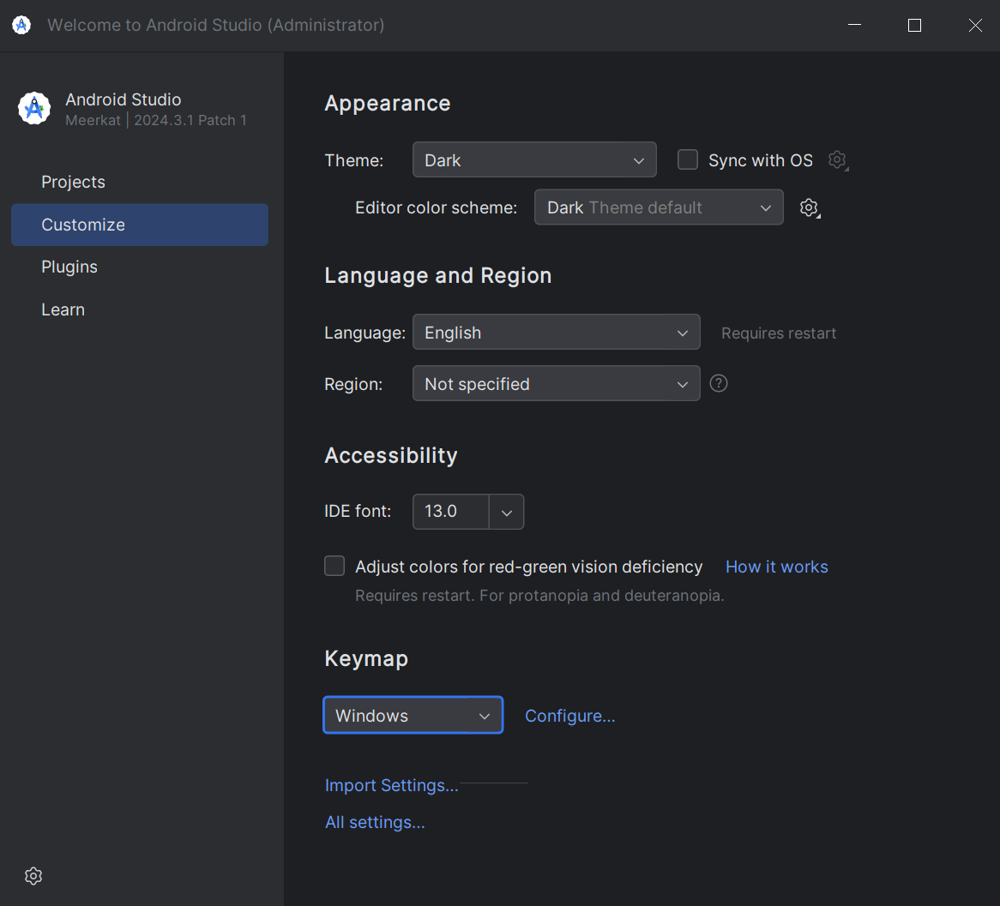 Welcome to Android Studio (Administrator)
Android Studio
Meerkat | 2024.3.1 Patch 1
Projects
Customize
Plugins
Learn
Appearance
Theme: Dark Sync with OS
Editor color scheme: Dark Theme default
Language and Region
Language: English Requires restart
Region: Not specified ?
Accessibility
IDE font: 13.0
Adjust colors for red-green vision deficiency How it works
Requires restart. For protanopia and deuteranopia.
Keymap
Windows Configure...
Import Settings...
All settings...